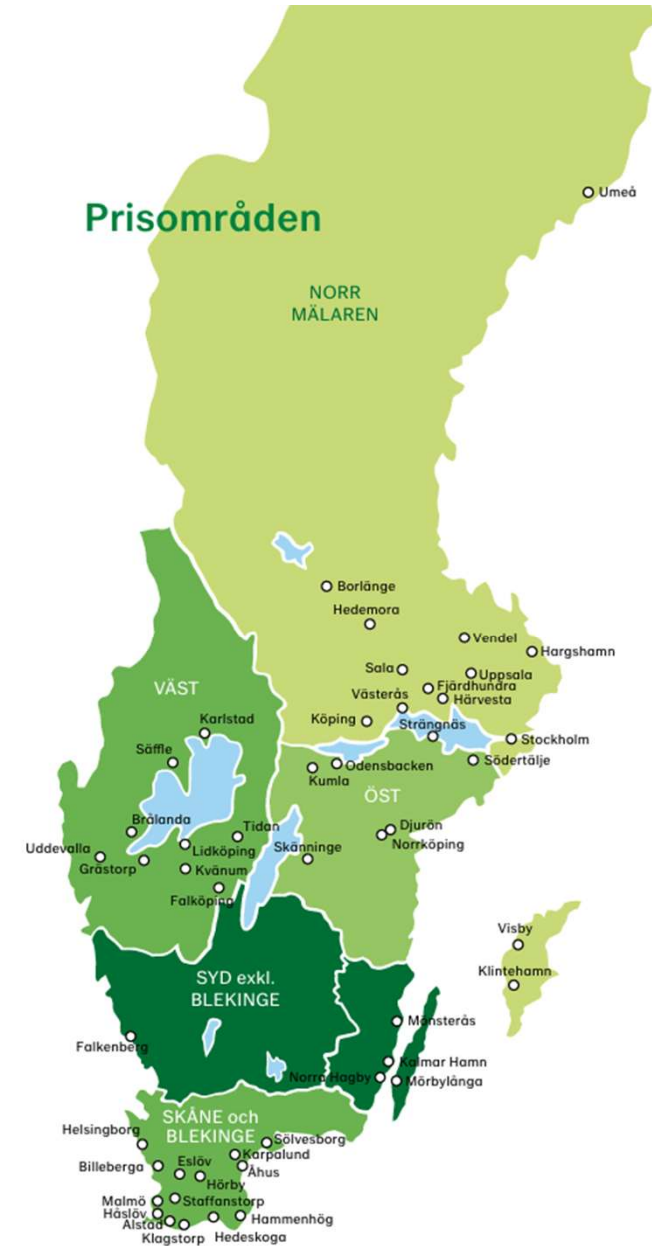 Umeå
Prisområden
NORR
MÄLAREN
Borlänge
Hedemora
Vendel
Hargshamn
Sala
Uppsala
Fjärdhundra
Västerås
Härvesta
VÄST
Köping
Karlstad
Strängnäs
Stockholm
Säffle
Södertälje
Odensbacken
Kumla
ÖST
Brålanda
Tidan
Djurön
Norrköping
Uddevalla
Lidköping
Skänninge
Grästorp
Kvänum
Falköping
Visby
Klintehamn
SYD exkl.
BLEKINGE
Mönsterås
Falkenberg
Kalmar Hamn
Norra Hagby
Mörbylånga
SKÅNE och
BLEKINGE
Helsingborg
Sölvesborg
Karpalund
Billeberga
Eslöv
Åhus
Hörby
Malmö
Staffanstorp
Håslöv
Hammenhög
Alstad
Klagstorp
Hedeskoga